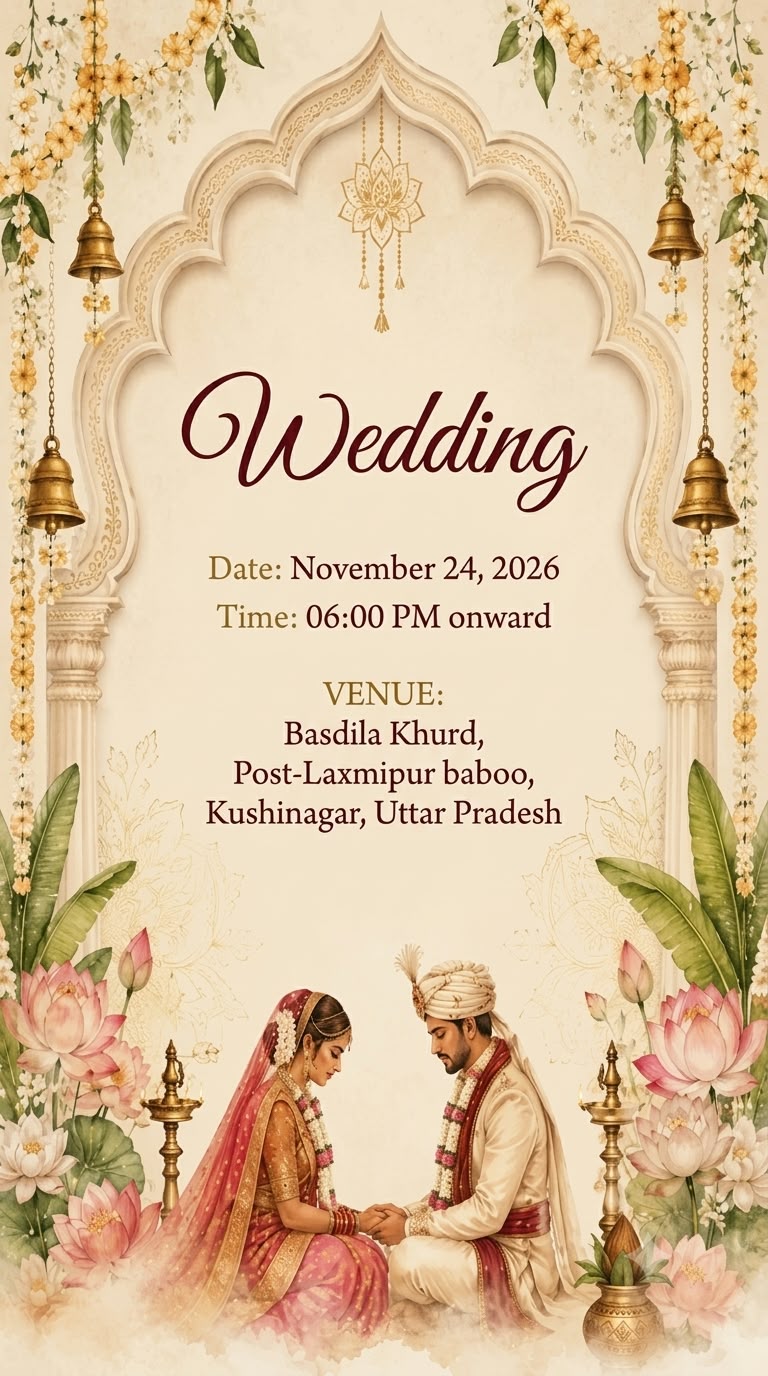 Wedding
Date: November 24, 2026
Time: 06:00 PM onward
VENUE:
Basdila Khurd,
Post-Laxmipur baboo,
Kushinagar, Uttar Pradesh